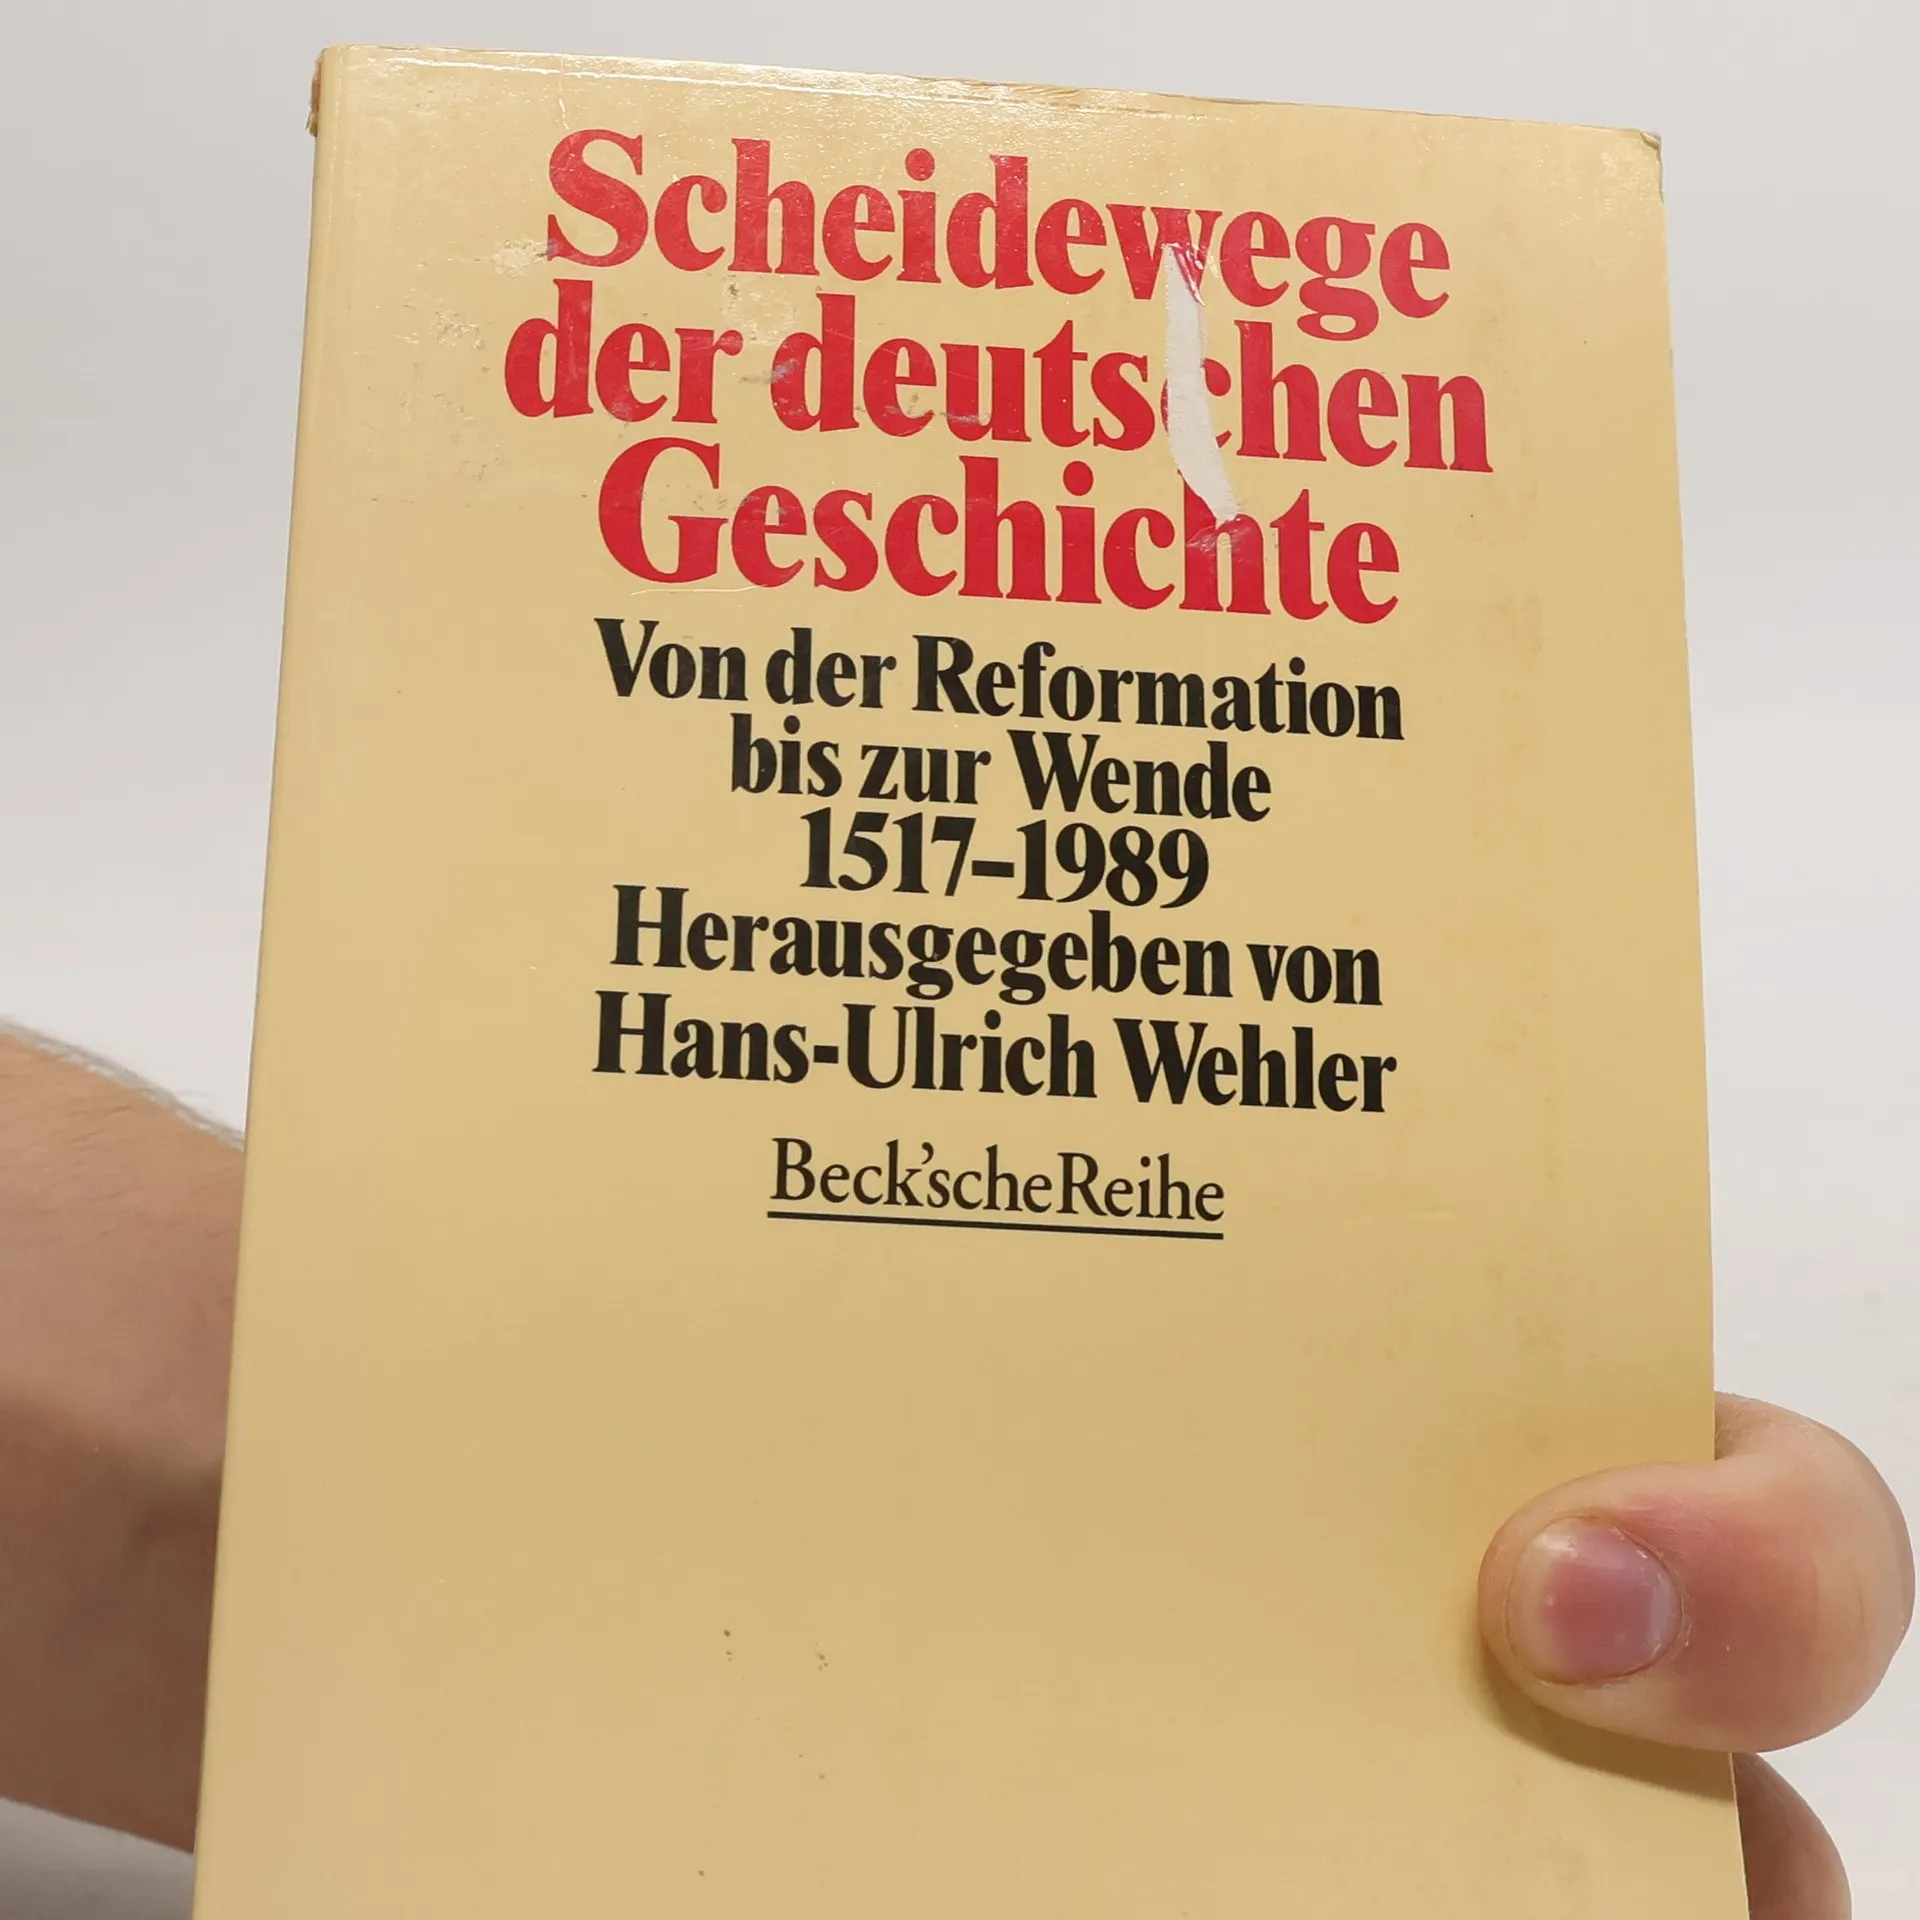 Scheidewege
der deutschen
Geschichte
Von der Reformation
bis zur Wende
1517–1989
Herausgegeben von
Hans-Ulrich Wehler
Beck'scheReihe